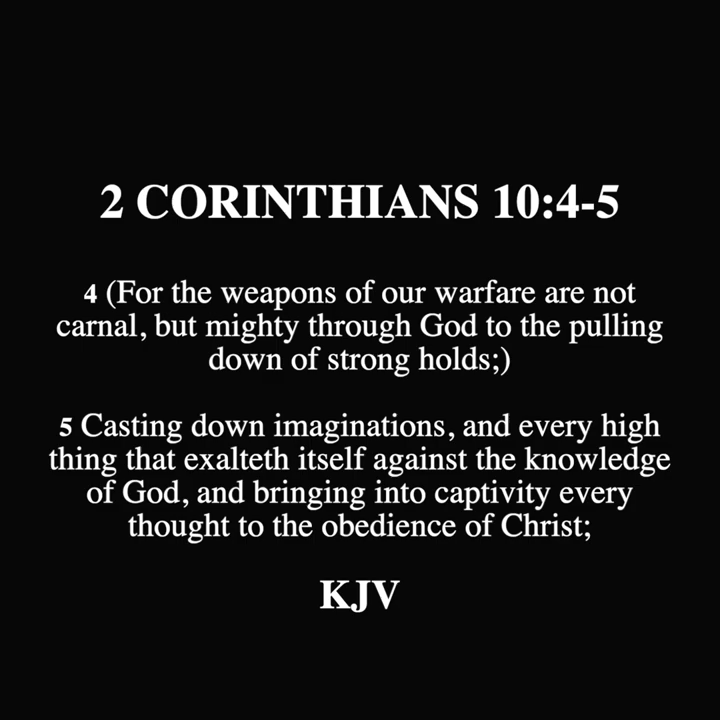 2 CORINTHIANS 10:4-5
4 (For the weapons of our warfare are not
carnal, but mighty through God to the pulling
down of strong holds;)
5 Casting down imaginations, and every high
thing that exalteth itself against the knowledge
of God, and bringing into captivity every
thought to the obedience of Christ;
KJV